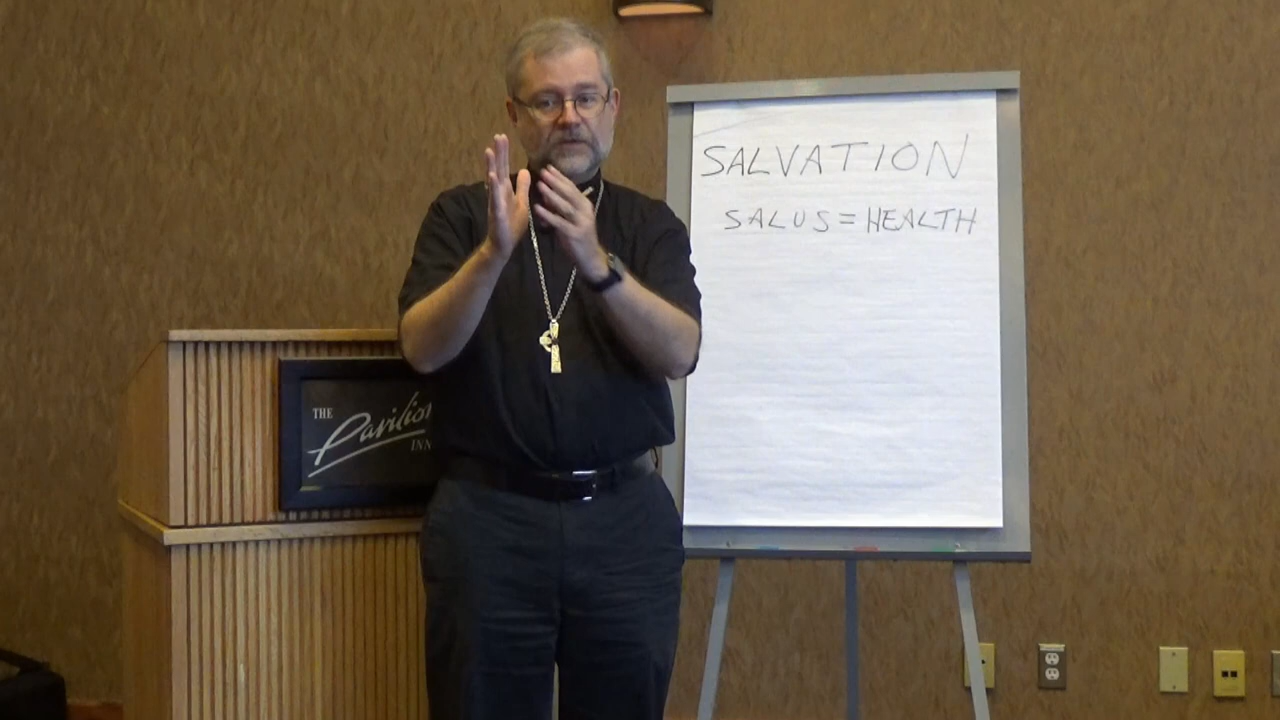 SALVATION
SALUS = HEALTH
THE
Pavilion
INN